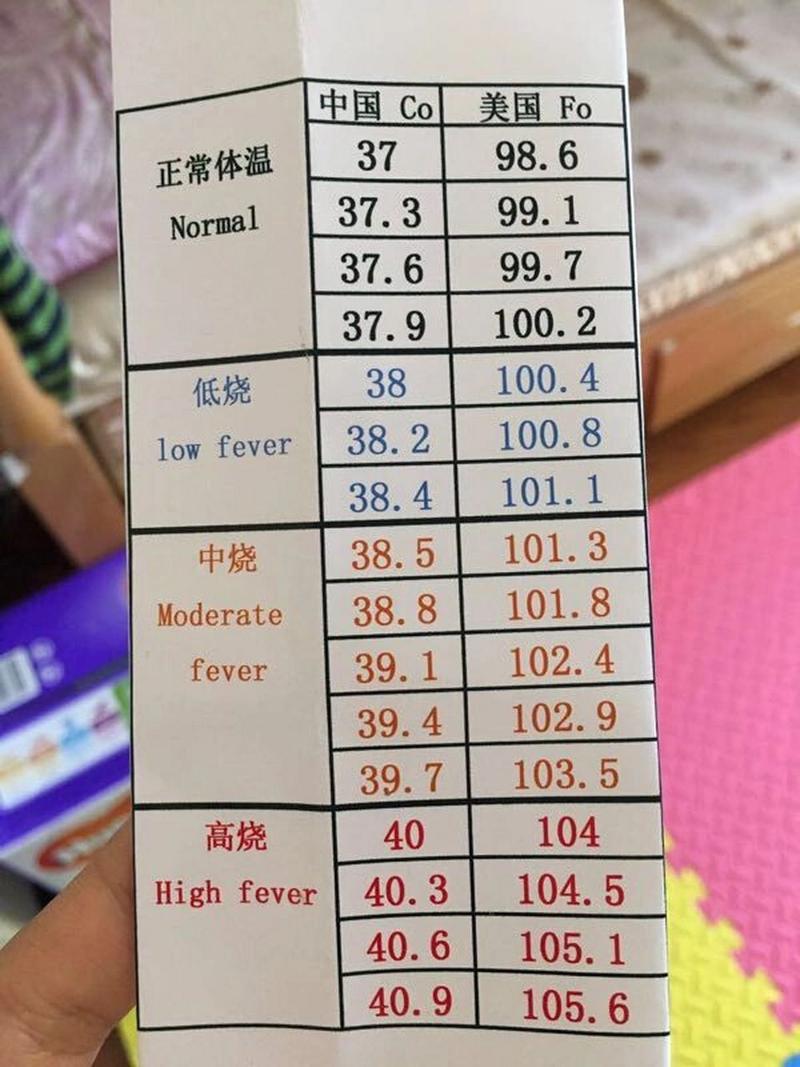 中国 Co 美国 Fo
正常体温
Normal
37 98.6
37.3 99.1
37.6 99.7
37.9 100.2
低烧
low fever
38 100.4
38.2 100.8
38.4 101.1
中烧
Moderate
fever
38.5 101.3
38.8 101.8
39.1 102.4
39.4 102.9
39.7 103.5
高烧
High fever
40 104
40.3 104.5
40.6 105.1
40.9 105.6